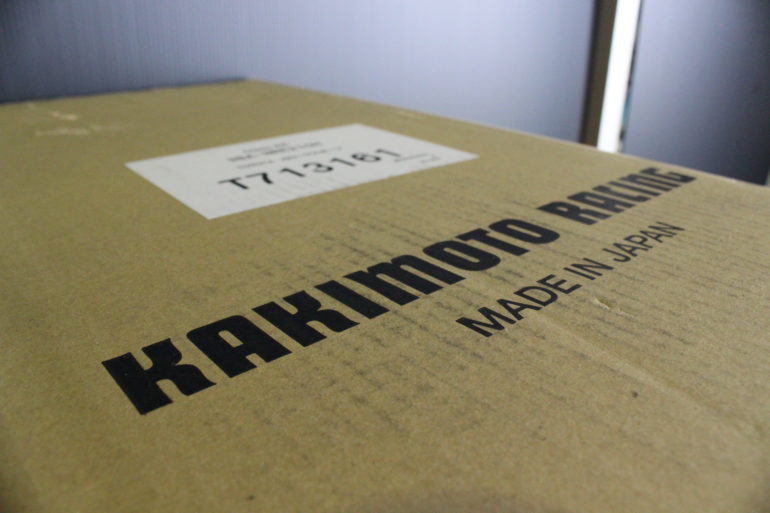 T713161
KAKIMOTO RACING
MADE IN JAPAN